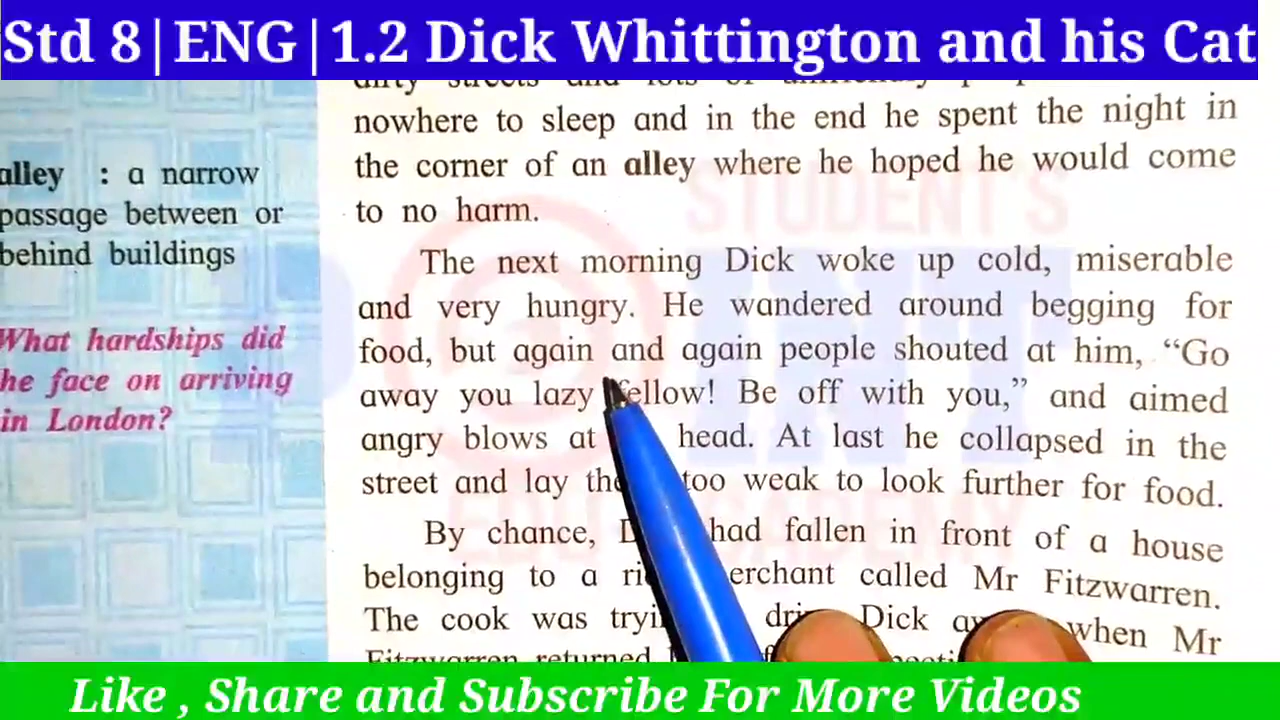 Std 8|ENG|1.2 Dick Whittington and his Cat
nowhere to sleep and in the end he spent the night in
the corner of an alley where he hoped he would come
to no harm.
alley : a narrow
passage between or
behind buildings
The next morning Dick woke up cold, miserable
and very hungry. He wandered around begging for
food, but again and again people shouted at him, “Go
away you lazy fellow! Be off with you,” and aimed
angry blows at head. At last he collapsed in the
street and lay too weak to look further for food.
What hardships did
he face on arriving
in London?
By chance, had fallen in front of a house
belonging to a called Mr Fitzwarren.
The cook was Dick when Mr
Fitzwarren returned
STUDENT'S
POINT
EDU ACADEMY
Like , Share and Subscribe For More Videos